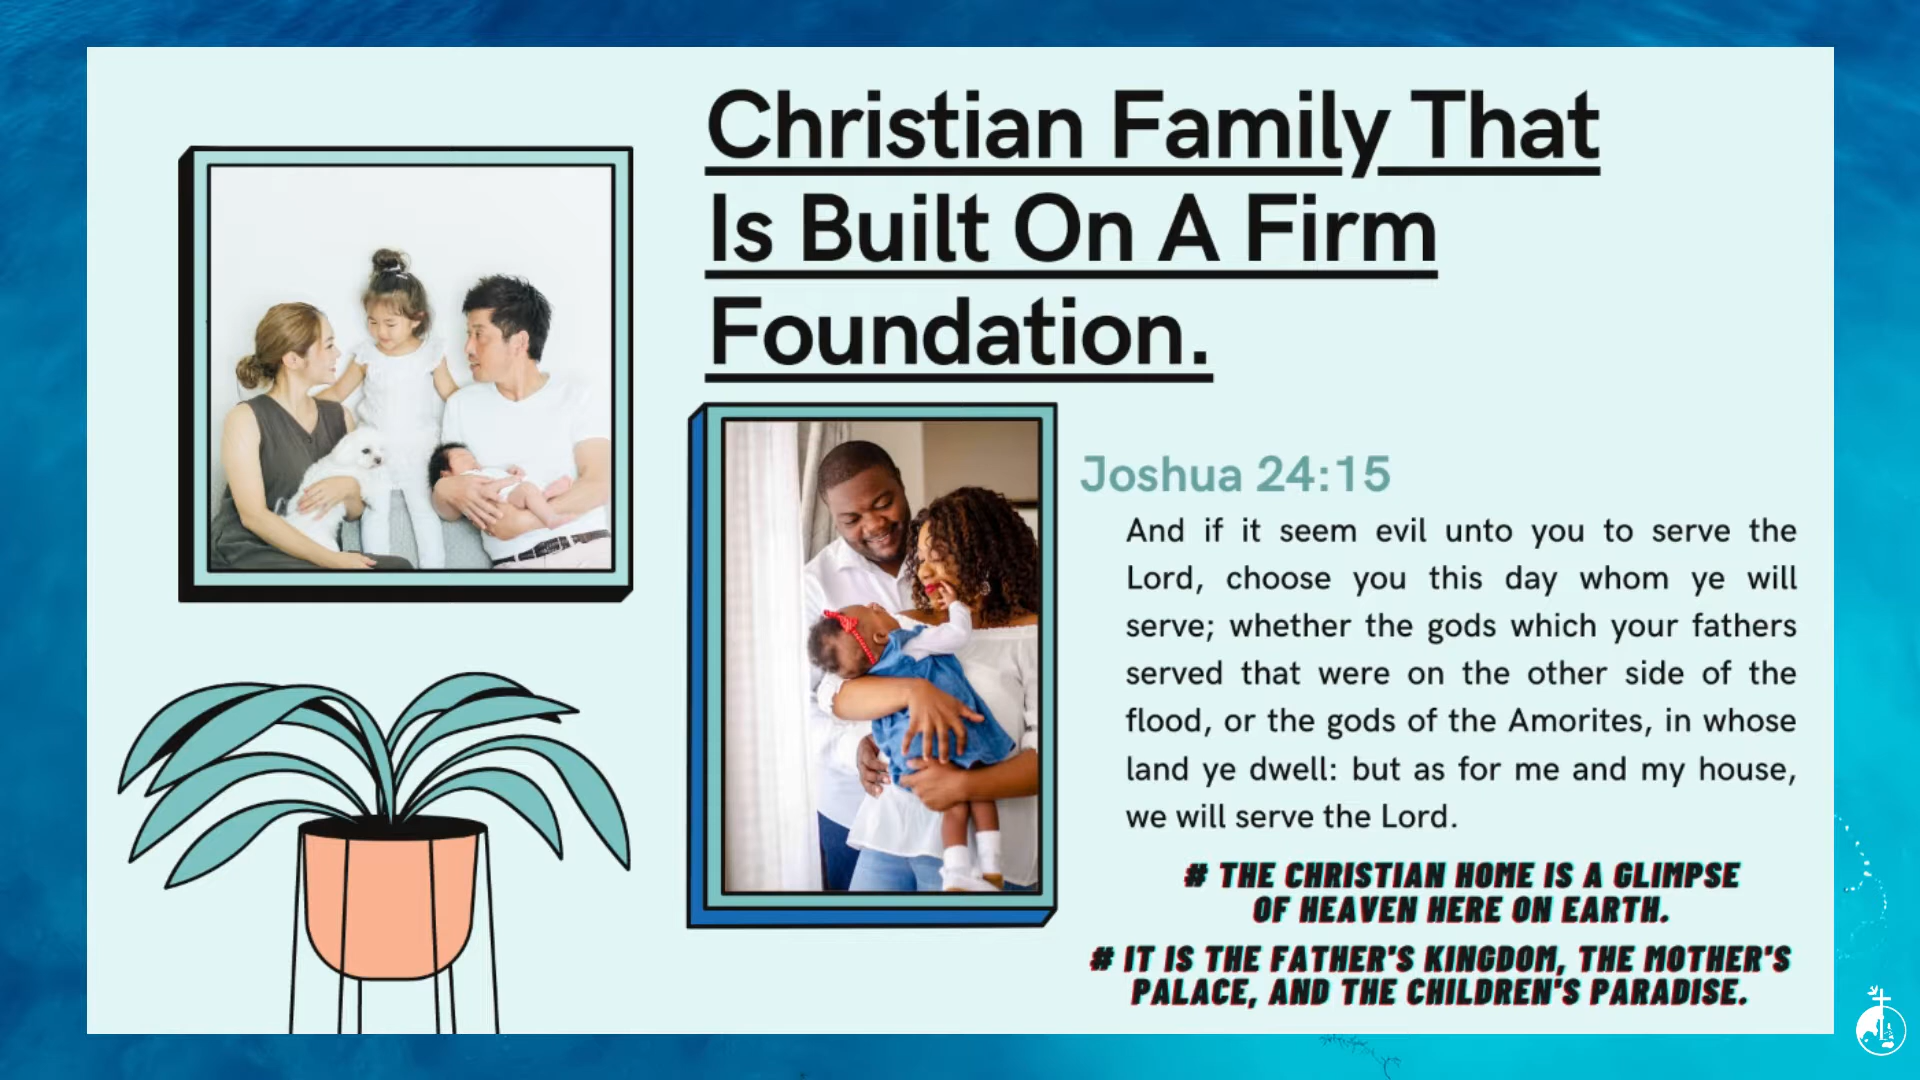 Christian Family That
Is Built On A Firm
Foundation.
Joshua 24:15
And if it seem evil unto you to serve the
Lord, choose you this day whom ye will
serve; whether the gods which your fathers
served that were on the other side of the
flood, or the gods of the Amorites, in whose
land ye dwell: but as for me and my house,
we will serve the Lord.
# THE CHRISTIAN HOME IS A GLIMPSE
OF HEAVEN HERE ON EARTH.
# IT IS THE FATHER'S KINGDOM, THE MOTHER'S
PALACE, AND THE CHILDREN'S PARADISE.